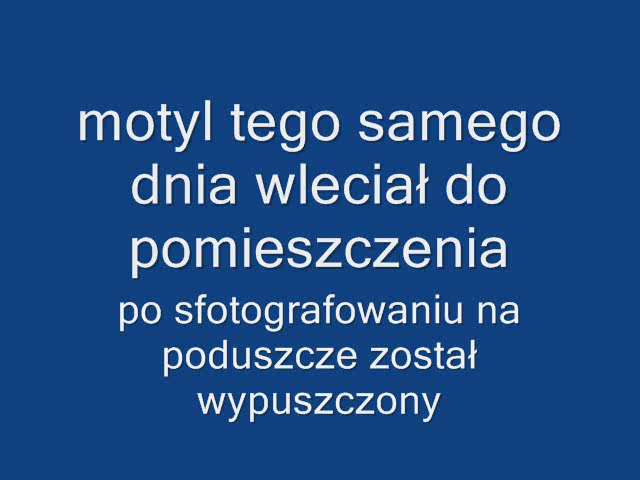 motyl tego samego
dnia wleciał do
pomieszczenia
po sfotografowaniu na
poduszcze został
wypuszczony